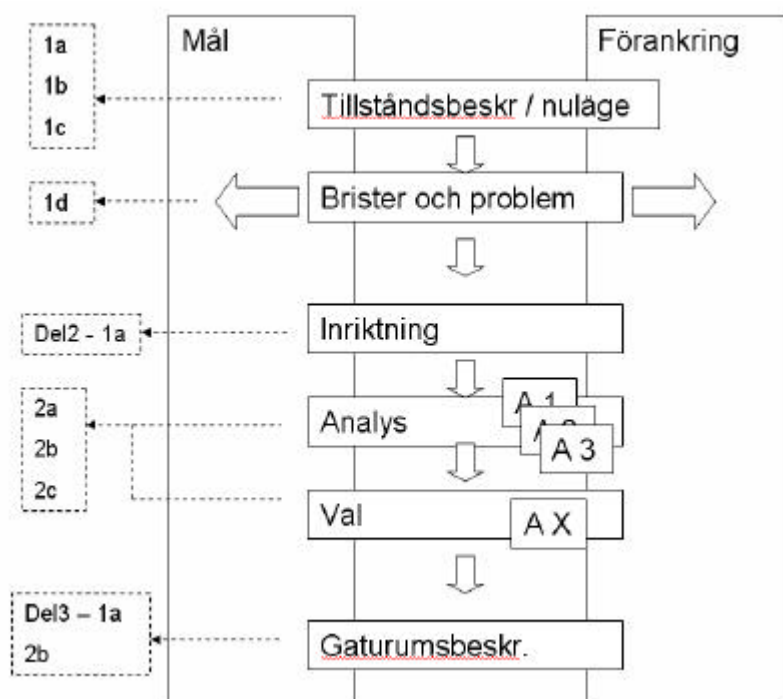 Mål
Förankring
1a
1b
1c
Tillståndsbeskr / nuläge
1d
Brister och problem
Del2 - 1a
Inriktning
2a
2b
2c
Analys
A 1
A 3
Val
A X
Del3 – 1a
2b
Gaturumsbeskr.